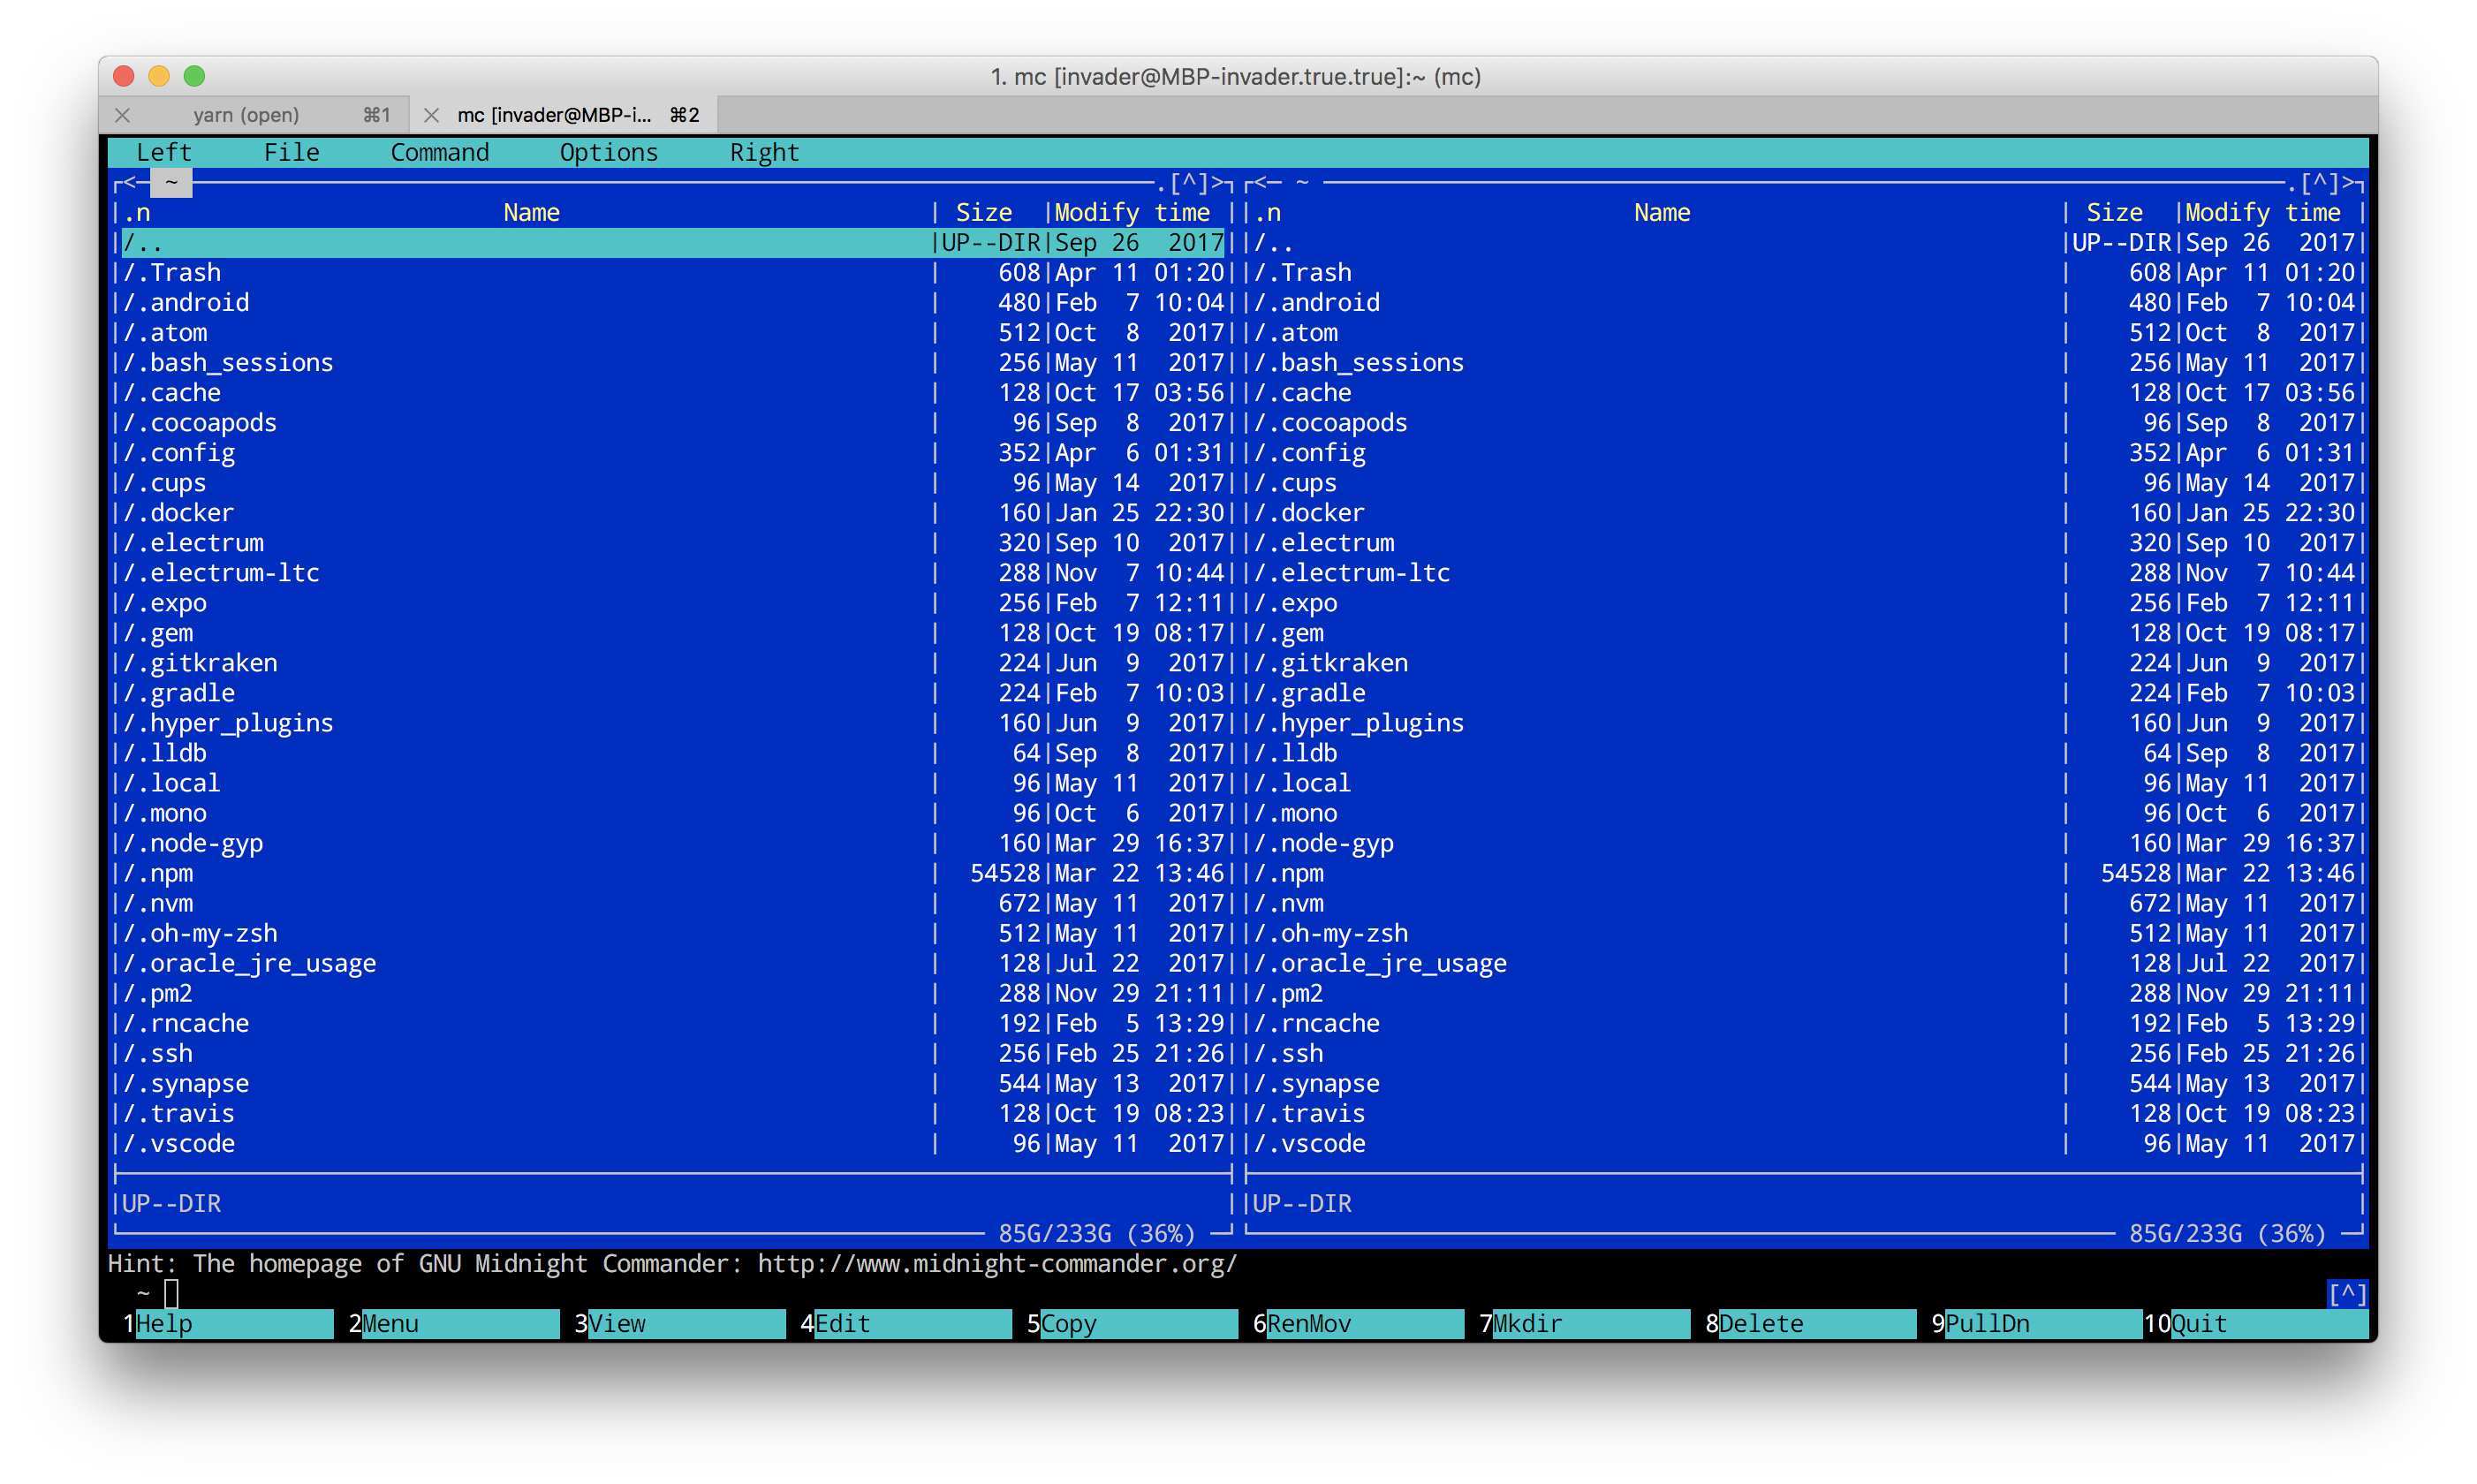 1. mc [invader@MBP-invader.true.true]:~ (mc)
yarn (open) ⌘1 mc [invader@MBP-i... ⌘2
Left File Command Options Right
<─ ~ .[^]> <─ ~ .[^]>
.n Name | Size |Modify time ||.n Name | Size |Modify time |
|/.. |UP--DIR|Sep 26 2017||/.. |UP--DIR|Sep 26 2017|
|/.Trash | 608|Apr 11 01:20||/.Trash | 608|Apr 11 01:20|
|/.android | 480|Feb 7 10:04||/.android | 480|Feb 7 10:04|
|/.atom | 512|Oct 8 2017||/.atom | 512|Oct 8 2017|
|/.bash_sessions | 256|May 11 2017||/.bash_sessions | 256|May 11 2017|
|/.cache | 128|Oct 17 03:56||/.cache | 128|Oct 17 03:56|
|/.cocoapods | 96|Sep 8 2017||/.cocoapods | 96|Sep 8 2017|
|/.config | 352|Apr 6 01:31||/.config | 352|Apr 6 01:31|
|/.cups | 96|May 14 2017||/.cups | 96|May 14 2017|
|/.docker | 160|Jan 25 22:30||/.docker | 160|Jan 25 22:30|
|/.electrum | 320|Sep 10 2017||/.electrum | 320|Sep 10 2017|
|/.electrum-ltc | 288|Nov 7 10:44||/.electrum-ltc | 288|Nov 7 10:44|
|/.expo | 256|Feb 7 12:11||/.expo | 256|Feb 7 12:11|
|/.gem | 128|Oct 19 08:17||/.gem | 128|Oct 19 08:17|
|/.gitkraken | 224|Jun 9 2017||/.gitkraken | 224|Jun 9 2017|
|/.gradle | 224|Feb 7 10:03||/.gradle | 224|Feb 7 10:03|
|/.hyper_plugins | 160|Jun 9 2017||/.hyper_plugins | 160|Jun 9 2017|
|/.lldb | 64|Sep 8 2017||/.lldb | 64|Sep 8 2017|
|/.local | 96|May 11 2017||/.local | 96|May 11 2017|
|/.mono | 96|Oct 6 2017||/.mono | 96|Oct 6 2017|
|/.node-gyp | 160|Mar 29 16:37||/.node-gyp | 160|Mar 29 16:37|
|/.npm | 54528|Mar 22 13:46||/.npm | 54528|Mar 22 13:46|
|/.nvm | 672|May 11 2017||/.nvm | 672|May 11 2017|
|/.oh-my-zsh | 512|May 11 2017||/.oh-my-zsh | 512|May 11 2017|
|/.oracle_jre_usage | 128|Jul 22 2017||/.oracle_jre_usage | 128|Jul 22 2017|
|/.pm2 | 288|Nov 29 21:11||/.pm2 | 288|Nov 29 21:11|
|/.rncache | 192|Feb 5 13:29||/.rncache | 192|Feb 5 13:29|
|/.ssh | 256|Feb 25 21:26||/.ssh | 256|Feb 25 21:26|
|/.synapse | 544|May 13 2017||/.synapse | 544|May 13 2017|
|/.travis | 128|Oct 19 08:23||/.travis | 128|Oct 19 08:23|
|/.vscode | 96|May 11 2017||/.vscode | 96|May 11 2017|
|UP--DIR ||UP--DIR |
85G/233G (36%) 85G/233G (36%)
Hint: The homepage of GNU Midnight Commander: http://www.midnight-commander.org/
~ [^]
1Help 2Menu 3View 4Edit 5Copy 6RenMov 7Mkdir 8Delete 9PullDn 10Quit